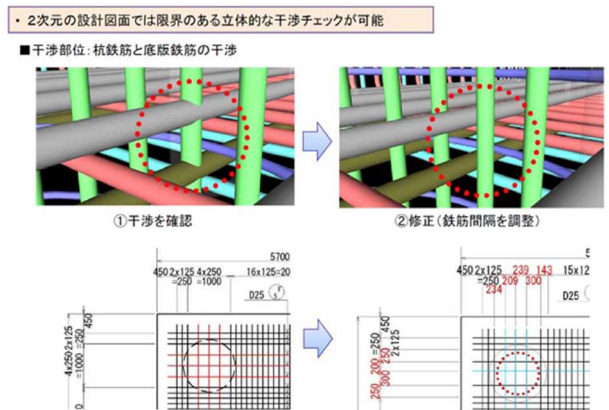 ・２次元の設計図面では限界のある立体的な干渉チェックが可能
■干渉部位：杭鉄筋と底版鉄筋の干渉
①干渉を確認
②修正（鉄筋間隔を調整）
5700
450 2x125 4x250 16x125=20
=250 =1000
D25
450
2x125
=250
4x250
=1000
0
5
450 2x125 239 143 15x12
=250 209 300
234
D25
450
2x125
=250
250
200
300
250